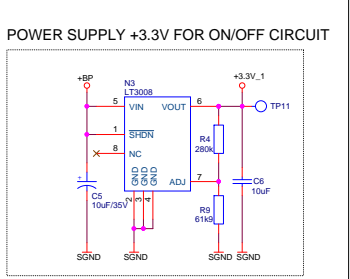 POWER SUPPLY +3.3V FOR ON/OFF CIRCUIT
+BP
N3
LT3008
+3.3V_1
5
VIN
VOUT
6
TP11
1
SHDN
R4
280k
8
NC
GND
GND
GND
ADJ
7
C6
10uF
+
C5
10uF/35V
2
3
4
R9
61k9
SGND
SGND
SGND
SGND